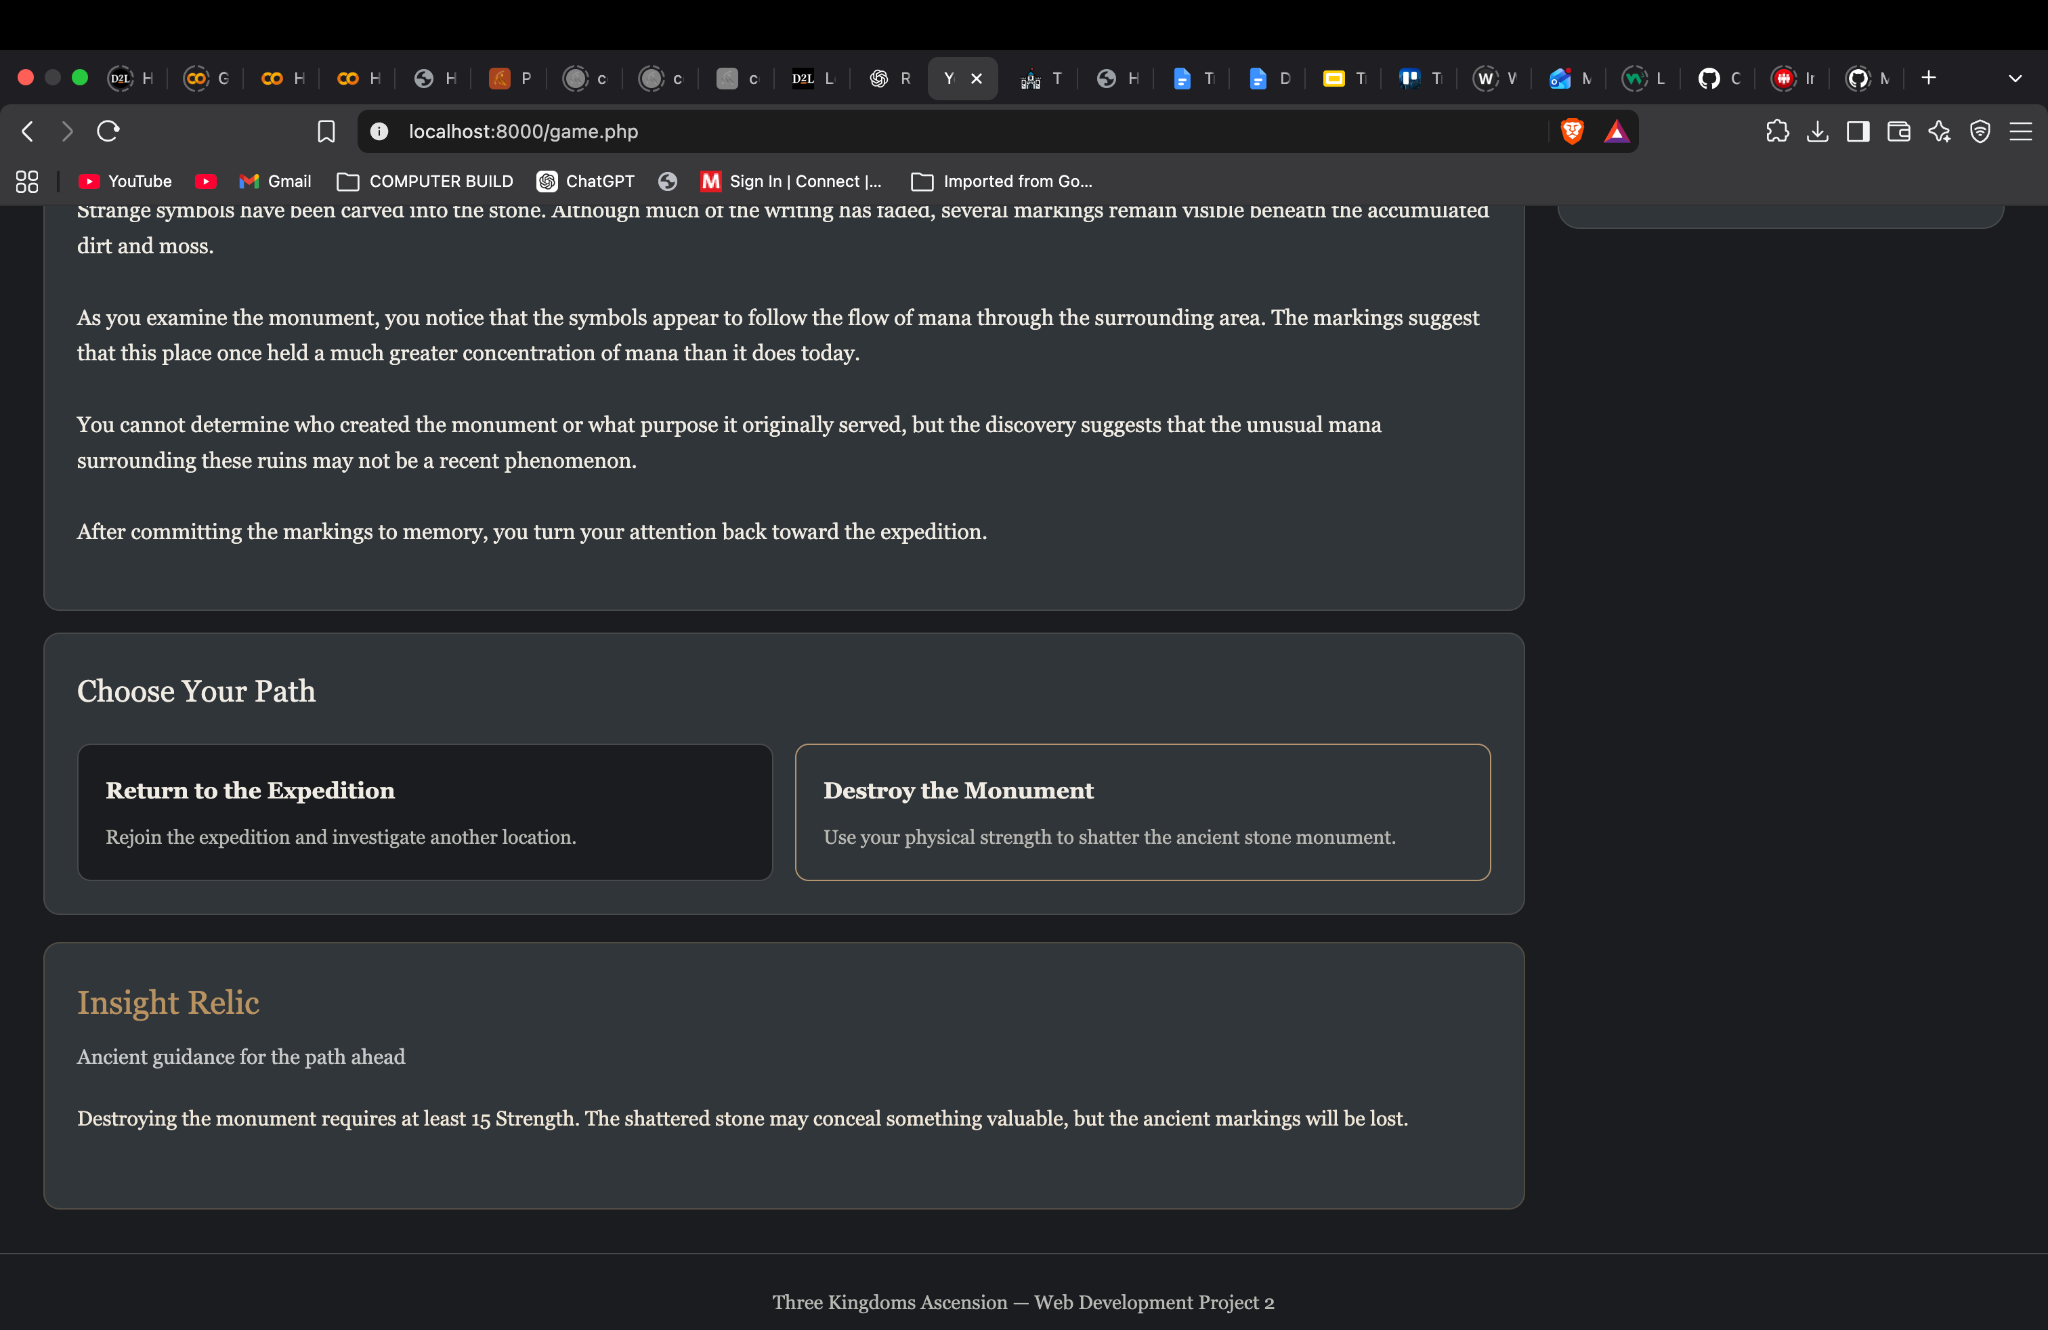 D2L H
G
H
H
H
P
c
c
c
D2L L
R
Y
T
H
T
D
T
T
W V
M
L
C
Ir
M
localhost:8000/game.php
YouTube
Gmail
COMPUTER BUILD
ChatGPT
M Sign In | Connect |...
Imported from Go...
Strange symbols have been carved into the stone. Although much of the writing has faded, several markings remain visible beneath the accumulated
dirt and moss.
As you examine the monument, you notice that the symbols appear to follow the flow of mana through the surrounding area. The markings suggest
that this place once held a much greater concentration of mana than it does today.
You cannot determine who created the monument or what purpose it originally served, but the discovery suggests that the unusual mana
surrounding these ruins may not be a recent phenomenon.
After committing the markings to memory, you turn your attention back toward the expedition.
Choose Your Path
Return to the Expedition
Rejoin the expedition and investigate another location.
Destroy the Monument
Use your physical strength to shatter the ancient stone monument.
Insight Relic
Ancient guidance for the path ahead
Destroying the monument requires at least 15 Strength. The shattered stone may conceal something valuable, but the ancient markings will be lost.
Three Kingdoms Ascension — Web Development Project 2